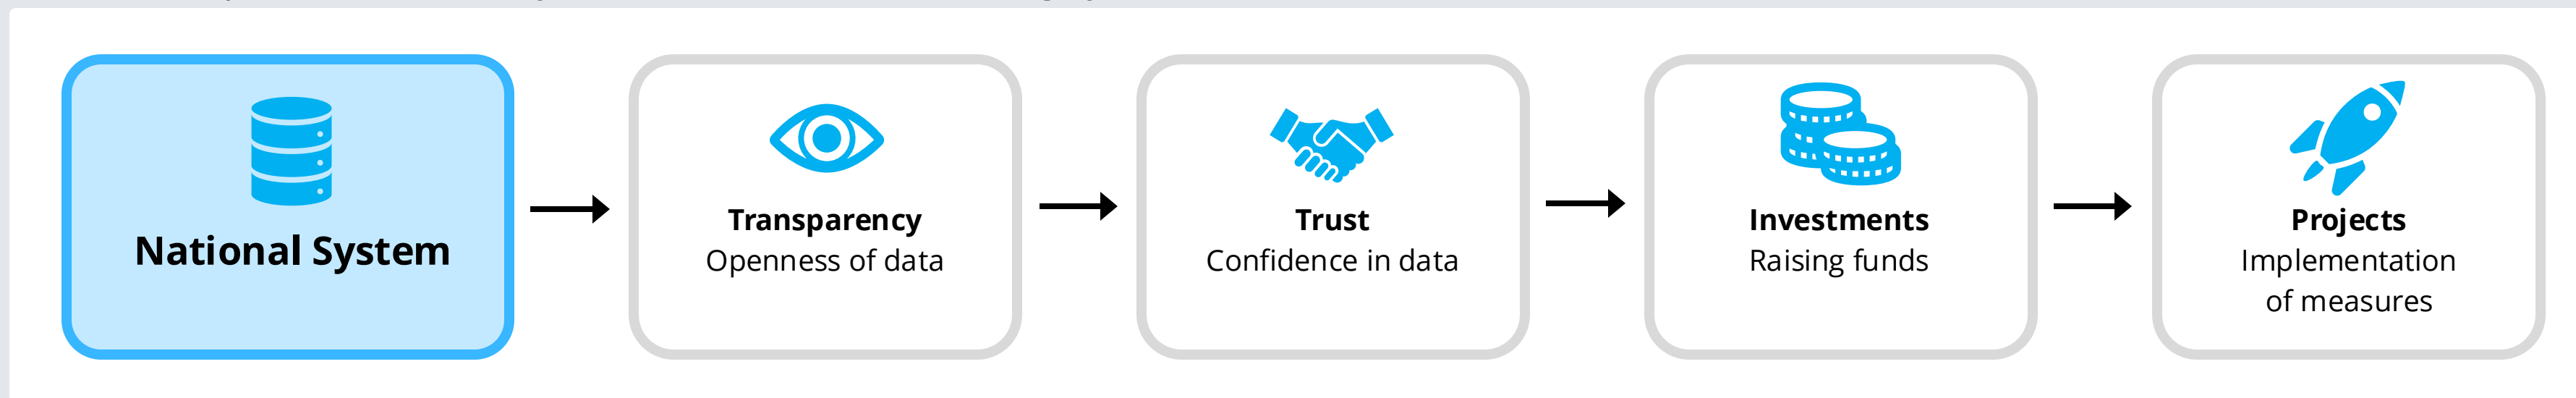 National System
Transparency
Openness of data
Trust
Confidence in data
Investments
Raising funds
Projects
Implementation
of measures